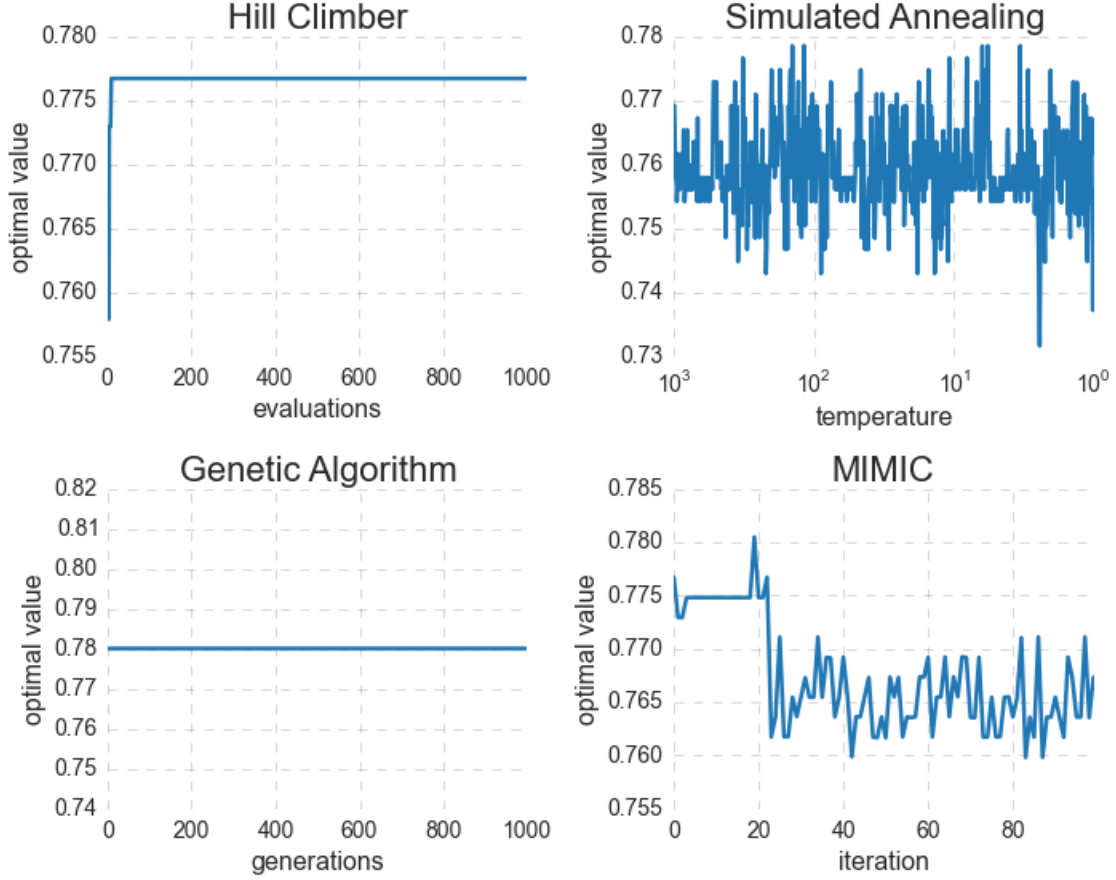 Hill Climber
optimal value
0.780
0.775
0.770
0.765
0.760
0.755
0 200 400 600 800 1000
evaluations
Simulated Annealing
optimal value
0.78
0.77
0.76
0.75
0.74
0.73
10³ 10² 10¹ 10⁰
temperature
Genetic Algorithm
optimal value
0.82
0.81
0.80
0.79
0.78
0.77
0.76
0.75
0.74
0 200 400 600 800 1000
generations
MIMIC
optimal value
0.785
0.780
0.775
0.770
0.765
0.760
0.755
0 20 40 60 80
iteration